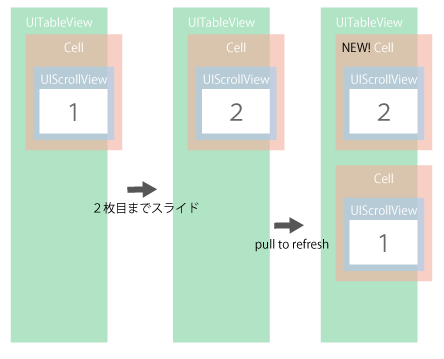 UITableView
Cell
UIScrollView
1
２枚目までスライド
UITableView
Cell
UIScrollView
2
pull to refresh
UITableView
NEW! Cell
UIScrollView
2
Cell
UIScrollView
1